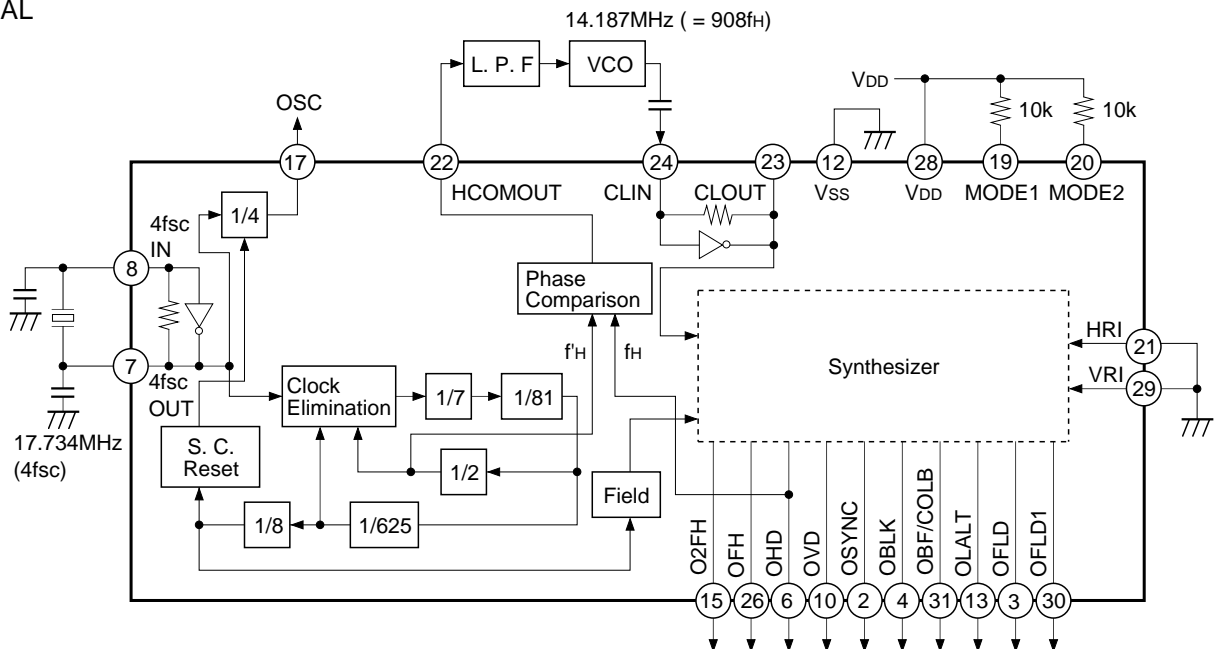 AL
14.187MHz ( = 908fH)
L. P. F
VCO
VDD
OSC
10k
10k
17
22
24
23
12
28
19
20
HCOMOUT
CLIN
CLOUT
VSS
VDD
MODE1
MODE2
1/4
4fsc
IN
8
Phase
Comparison
HRI
21
f'H
fH
Synthesizer
7
4fsc
OUT
VRI
29
Clock
Elimination
1/7
1/81
17.734MHz
(4fsc)
S. C.
Reset
1/2
Field
1/8
1/625
O2FH
OFH
OHD
OVD
OSYNC
OBLK
OBF/COLB
OLALT
OFLD
OFLD1
15
26
6
10
2
4
31
13
3
30